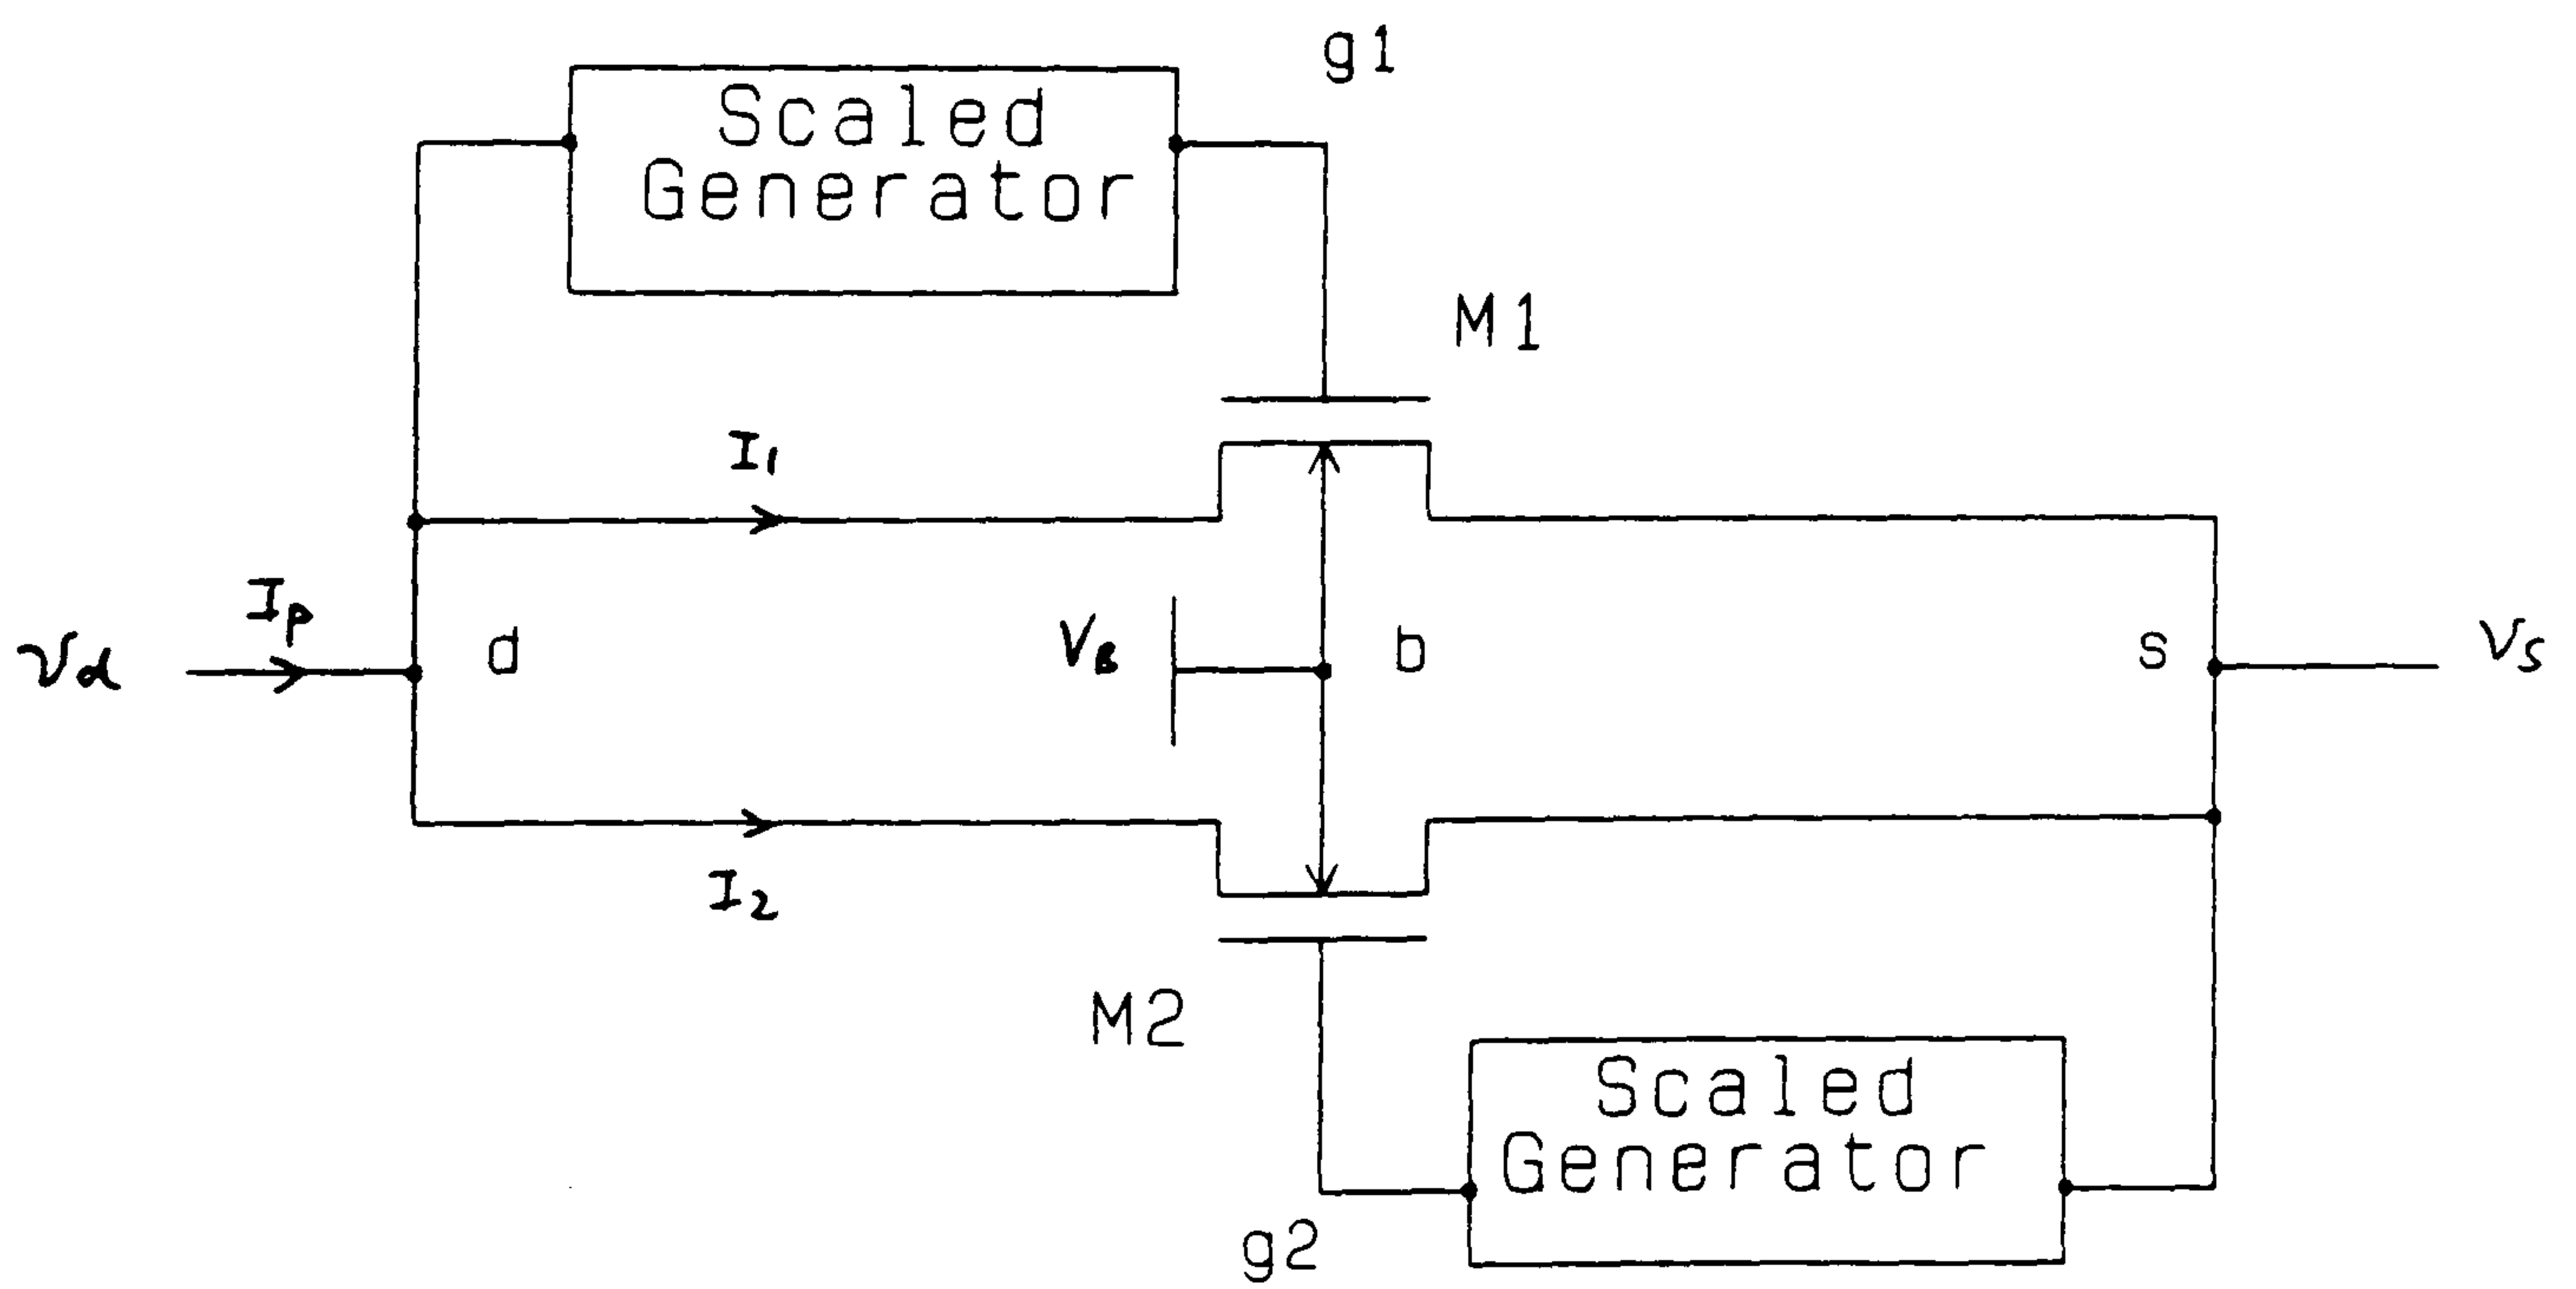 g1
Scaled
Generator
M1
I1
Ip
Vd
d
VB
b
s
VS
I2
M2
Scaled
Generator
g2